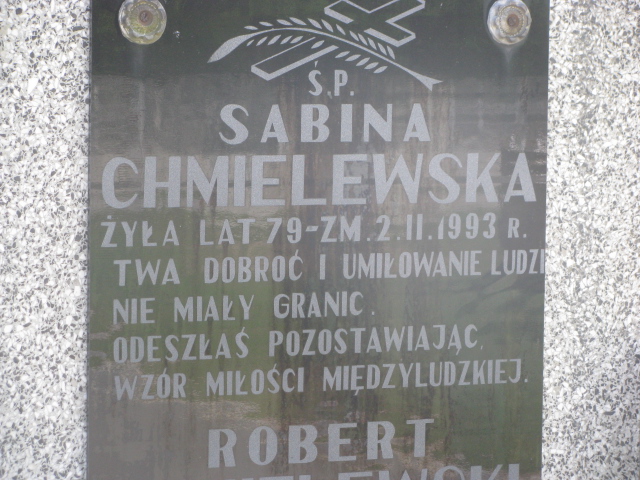 Ś.P.
SABINA
CHMIELEWSKA
ŻYŁA LAT 79-ZM.2.II.1993 R.
TWA DOBROĆ I UMIŁOWANIE LUDZI
NIE MIAŁY GRANIC.
ODESZŁAŚ POZOSTAWIAJĄC,
WZÓR MIŁOŚCI MIĘDZYLUDZKIEJ.
ROBERT